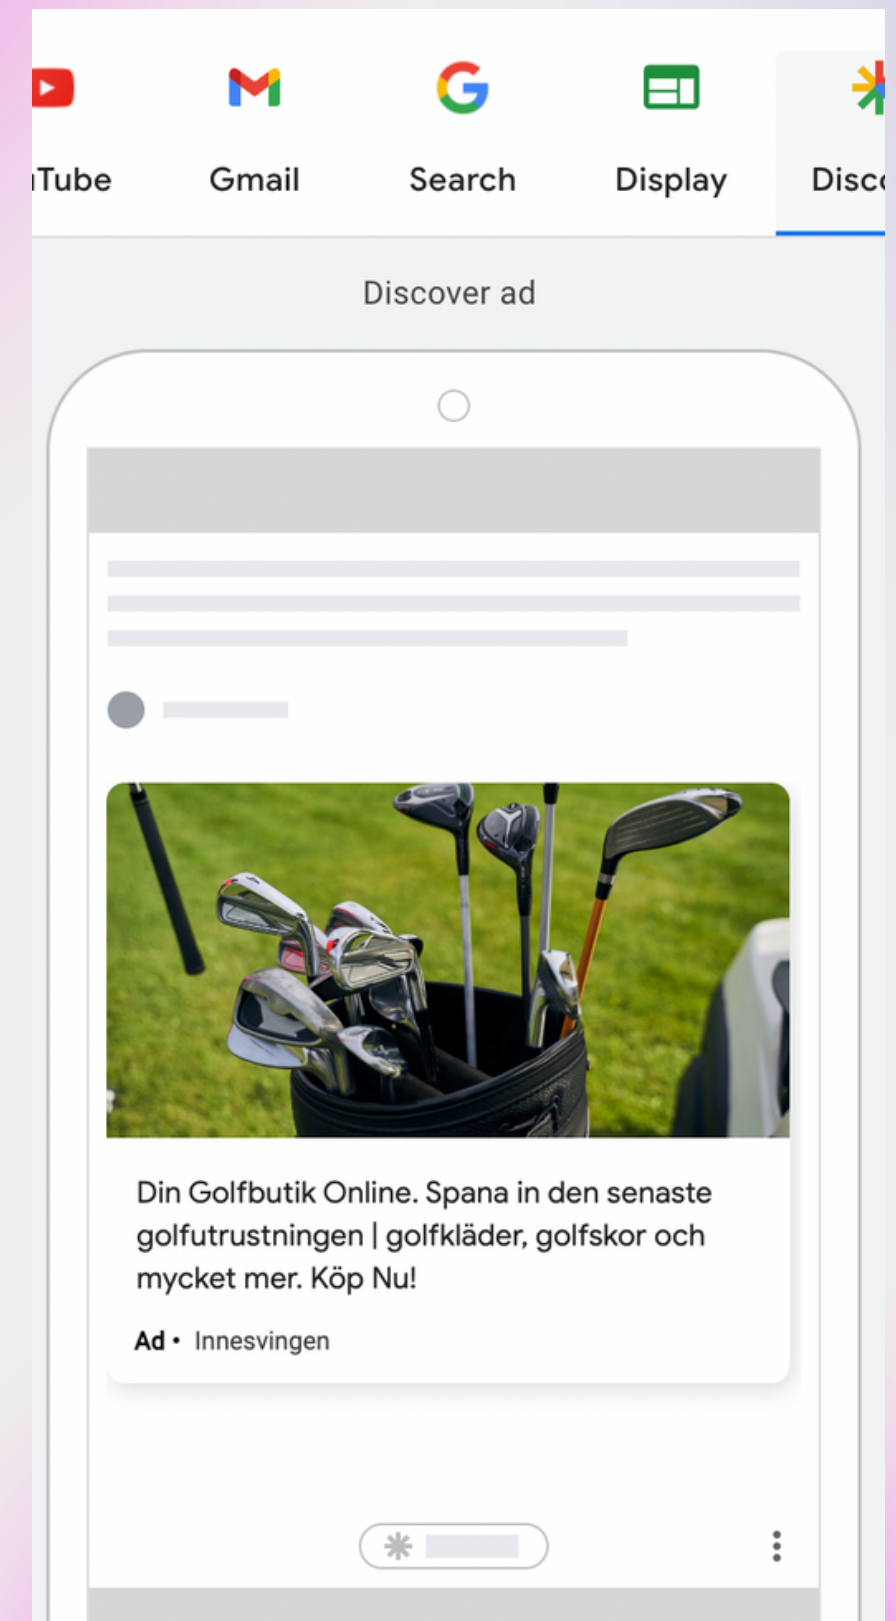 Tube
Gmail
Search
Display
Disco
Discover ad
Din Golfbutik Online. Spana in den senaste
golfutrustningen | golfkläder, golfskor och
mycket mer. Köp Nu!
Ad • Innesvingen